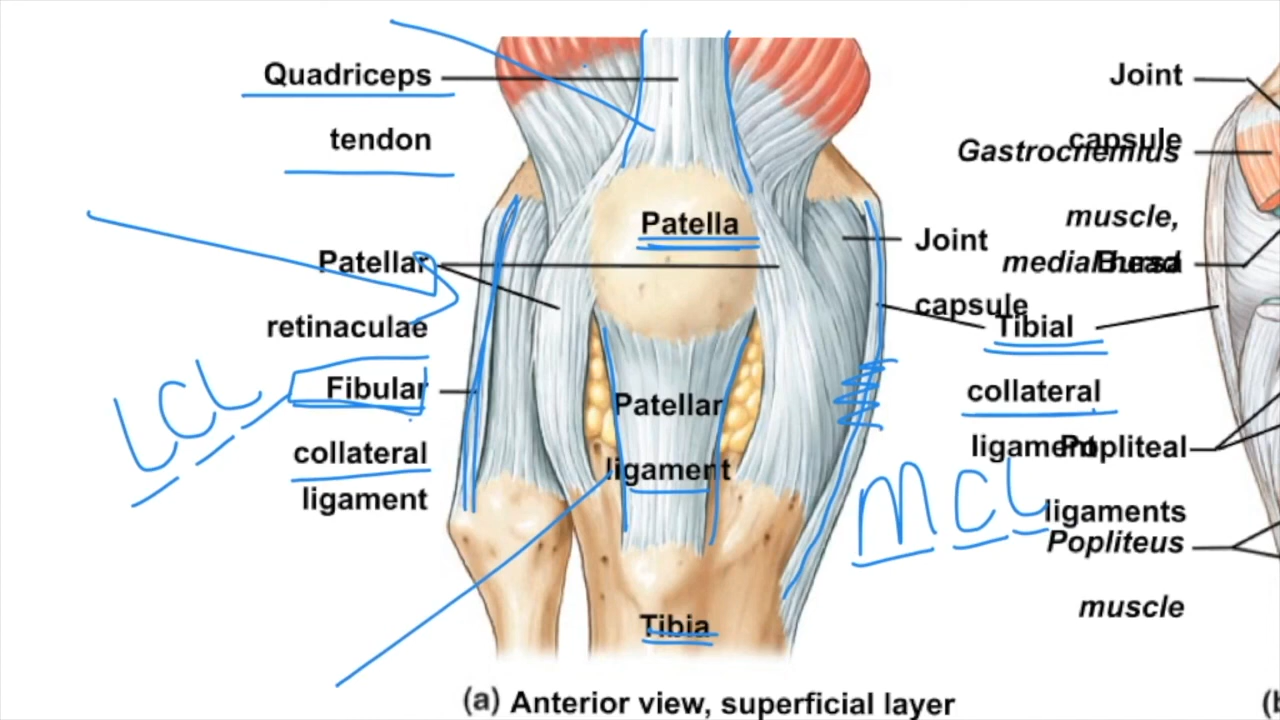 Quadriceps
tendon
Patellar
retinaculae
Fibular
collateral
ligament
LCL
Patella
Patellar
ligament
Tibia
Joint
capsule
Tibial
collateral
ligament
MCL
Joint
capsule
Gastrocnemius
muscle,
medial head
Bursa
Popliteal
ligaments
Popliteus
muscle
(a) Anterior view, superficial layer